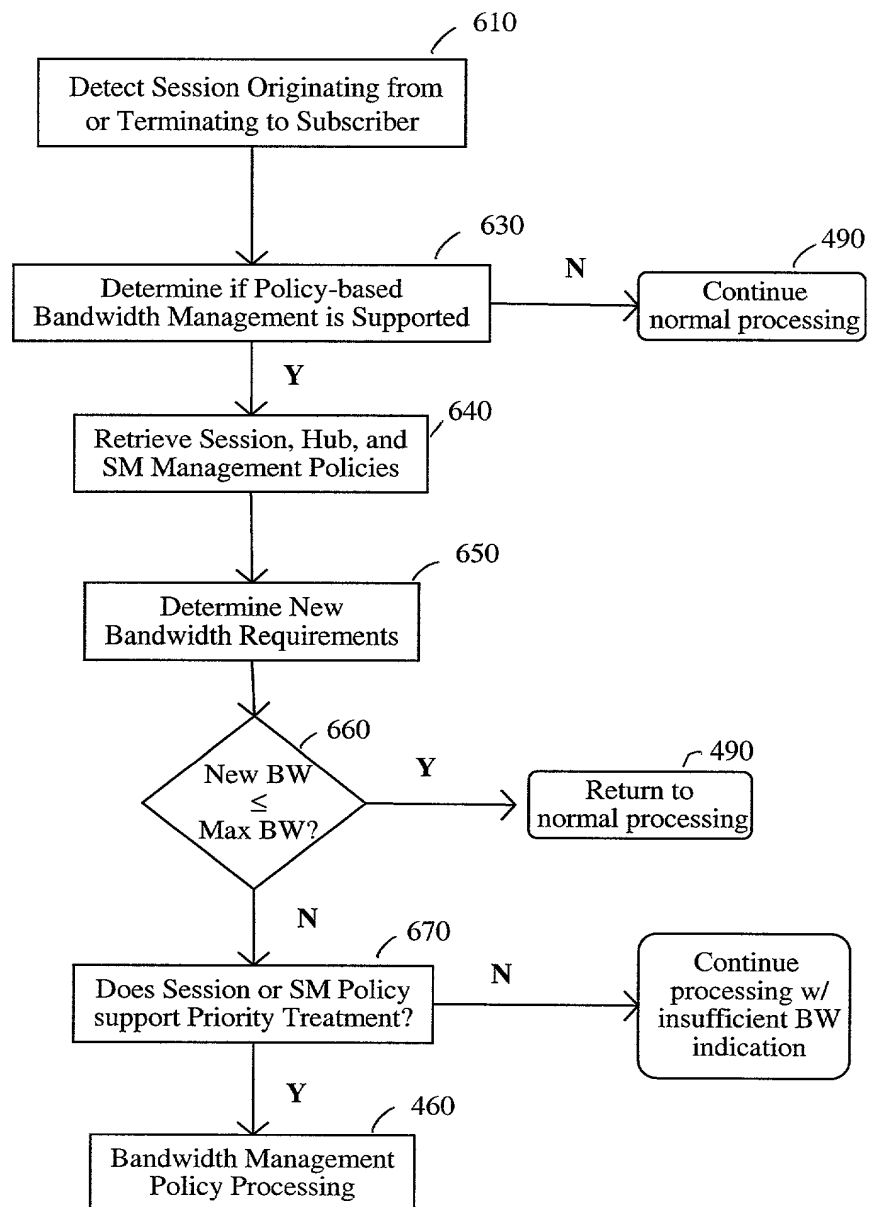 610
Detect Session Originating from
or Terminating to Subscriber
630
Determine if Policy-based
Bandwidth Management is Supported
N
490
Continue
normal processing
Y
640
Retrieve Session, Hub, and
SM Management Policies
650
Determine New
Bandwidth Requirements
660
New BW
≤
Max BW?
Y
490
Return to
normal processing
N
670
Does Session or SM Policy
support Priority Treatment?
N
Continue
processing w/
insufficient BW
indication
Y
460
Bandwidth Management
Policy Processing